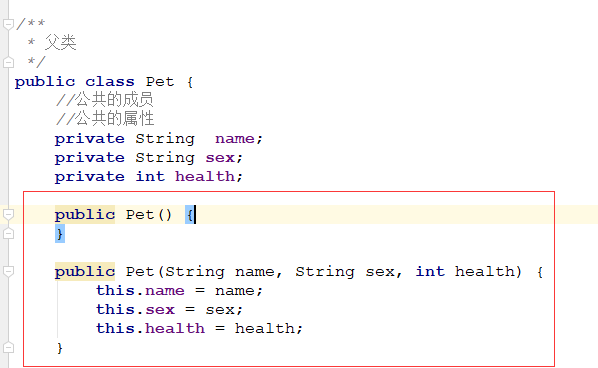 /**
 * 父类
 */
public class Pet {
    //公共的成员
    //公共的属性
    private String  name;
    private String sex;
    private int health;
    public Pet() {
    }
    public Pet(String name, String sex, int health) {
        this.name = name;
        this.sex = sex;
        this.health = health;
    }